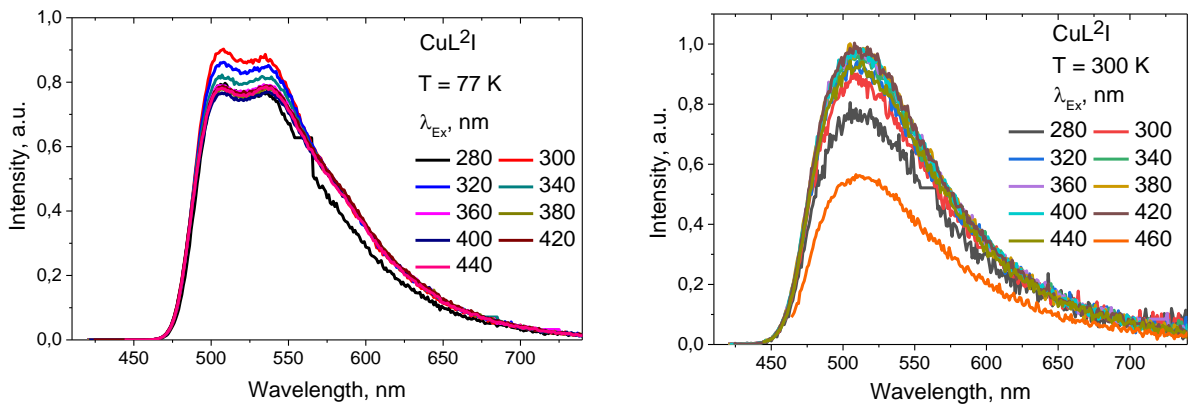 CuL²I
T = 77 K
λEx, nm
280 300
320 340
360 380
400 420
440
Intensity, a.u.
1,0
0,8
0,6
0,4
0,2
0,0
450 500 550 600 650 700
Wavelength, nm
CuL²I
T = 300 K
λEx, nm
280 300
320 340
360 380
400 420
440 460
Intensity, a.u.
1,0
0,8
0,6
0,4
0,2
0,0
450 500 550 600 650 700
Wavelength, nm